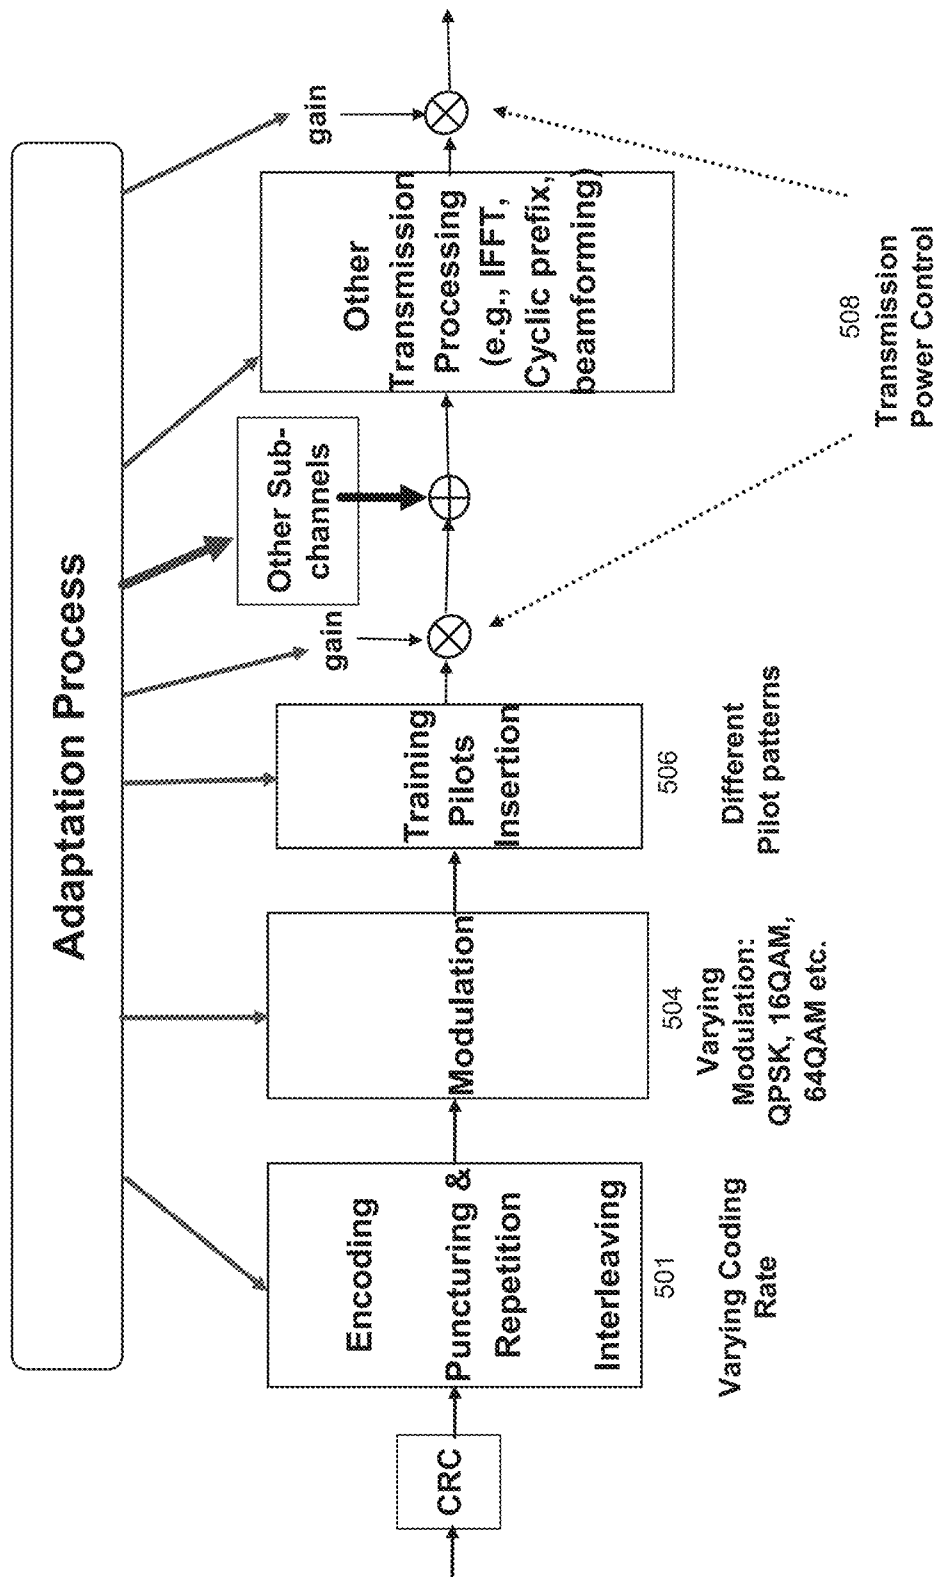 Adaptation Process
CRC
Encoding
Puncturing &
Repetition
Interleaving
501
Varying Coding
Rate
Modulation
504
Varying
Modulation:
QPSK, 16QAM,
64QAM etc.
Training
Pilots
Insertion
506
Different
Pilot patterns
gain
Other Sub-
channels
Other
Transmission
Processing
(e.g., IFFT,
Cyclic prefix,
beamforming)
gain
508
Transmission
Power Control